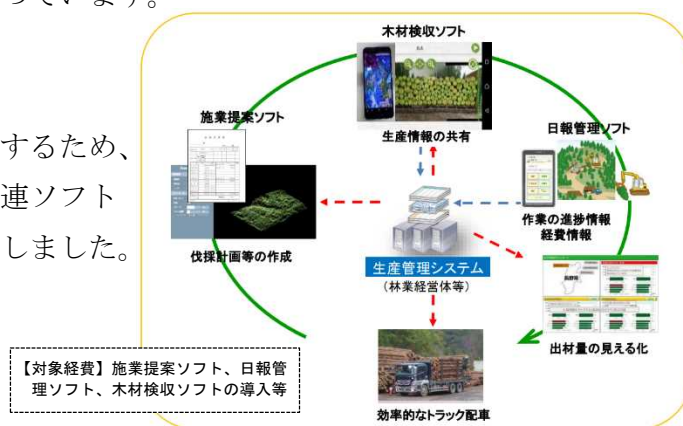 っています。
するため、
連ソフト
しました。
木材検収ソフト
生産情報の共有
施業提案ソフト
伐採計画等の作成
日報管理ソフト
作業の進捗情報
経費情報
生産管理システム
(林業経営体等)
出材量の見える化
効率的なトラック配車
【対象経費】施業提案ソフト、日報管
理ソフト、木材検収ソフトの導入等